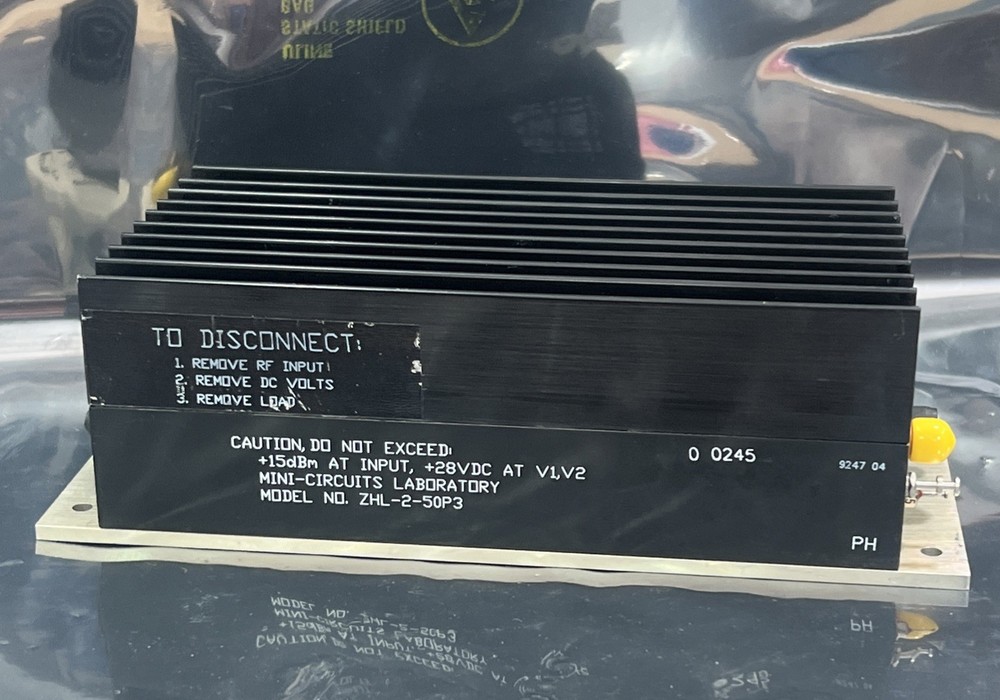 ULINE
STATIC SHIELD
BAG
TO DISCONNECT:
1. REMOVE RF INPUT
2. REMOVE DC VOLTS
3. REMOVE LOAD
CAUTION, DO NOT EXCEED:
+15dBm AT INPUT, +28VDC AT V1,V2
MINI-CIRCUITS LABORATORY
MODEL NO. ZHL-2-50P3
0 0245
9247 04
PH